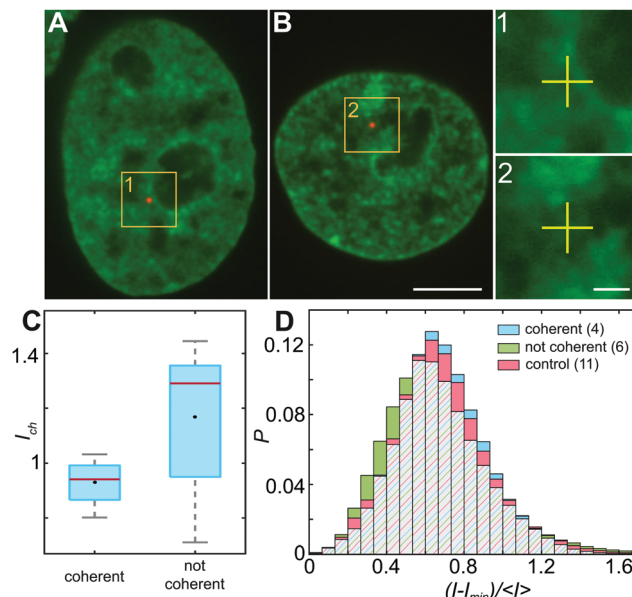 A
B
1
2
1
2
C
D
1.4
1
I_ch
coherent
not
coherent
coherent (4)
not coherent (6)
control (11)
0.12
0.08
0.04
0
P
0 0.4 0.8 1.2 1.6
(I-I_min)/<I>